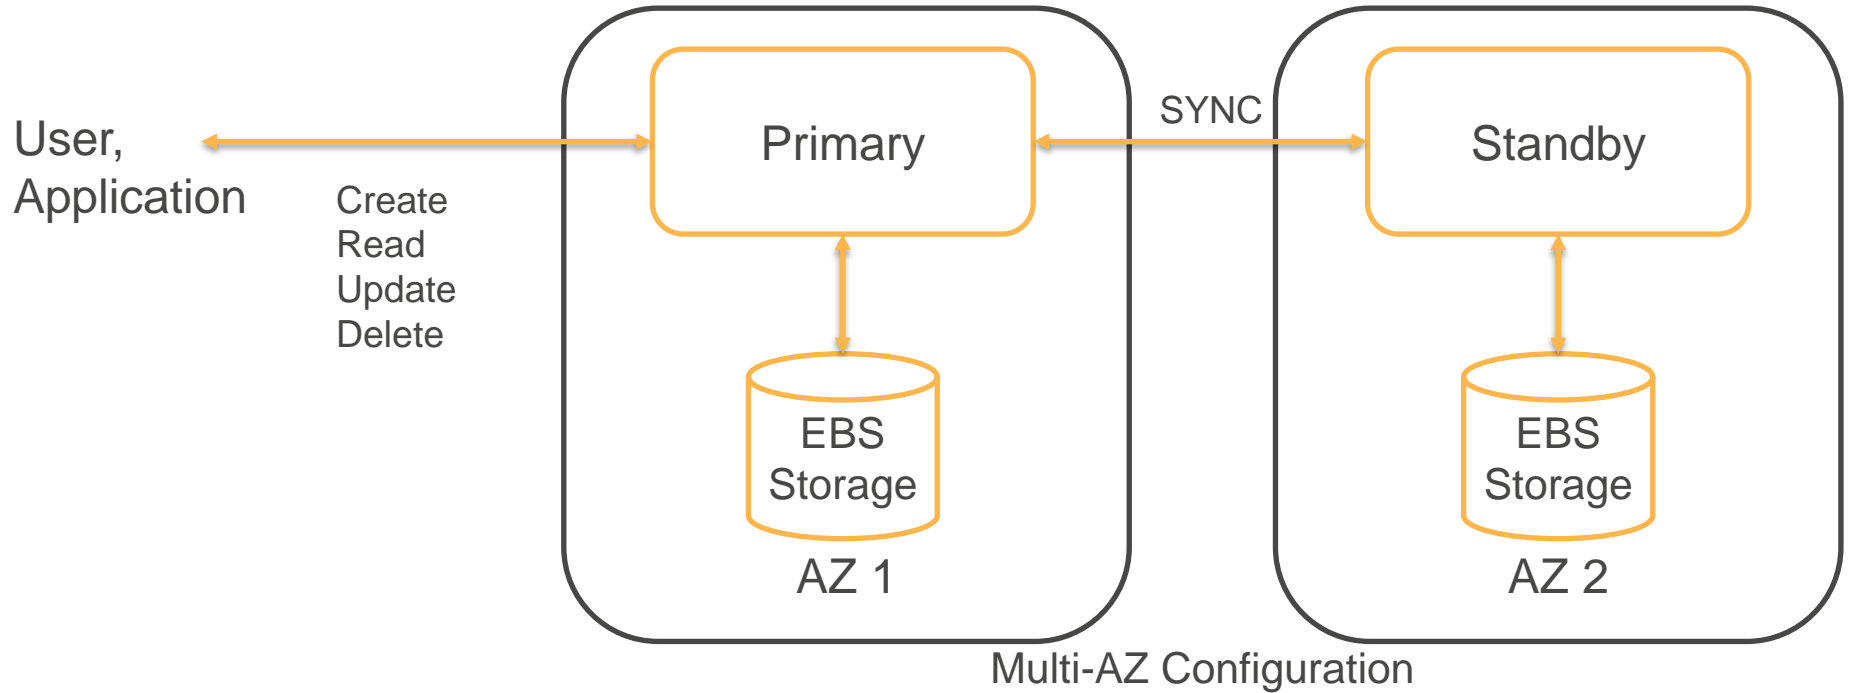 User,
Application
Create
Read
Update
Delete
Primary
SYNC
Standby
EBS
Storage
AZ 1
EBS
Storage
AZ 2
Multi-AZ Configuration